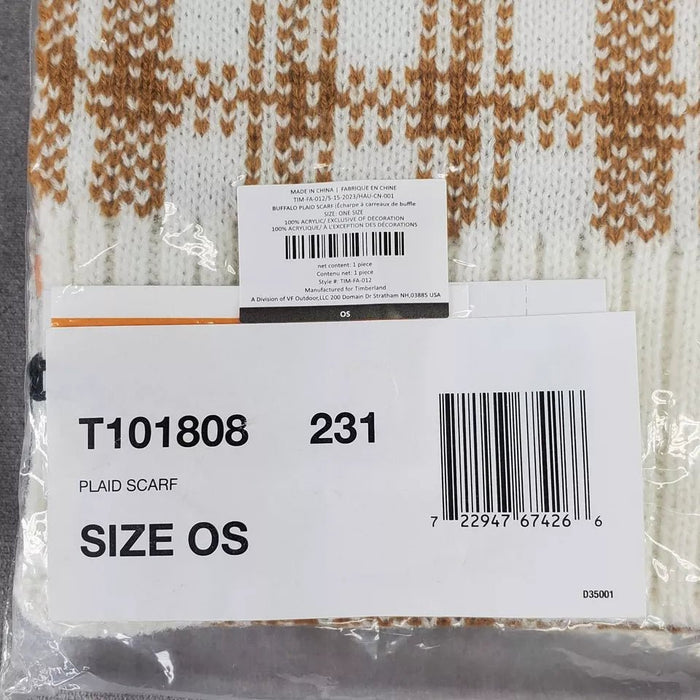 MADE IN CHINA | FABRIQUE EN CHINE
TIM-FA-012/5-15-2023/HAU-CN-001
BUFFALO PLAID SCARF |Écharpe à carreaux de buffle
SIZE: ONE SIZE
100% ACRYLIC/ EXCLUSIVE OF DECORATION
100% ACRYLIQUE/ À L'EXCEPTION DES DÉCORATIONS
net content: 1 piece
Contenu net: 1 piece
Style #: TIM-FA-012
Manufactured for Timberland
A Division of VF Outdoor,LLC 200 Domain Dr Stratham NH,03885 USA
OS
T101808 231
PLAID SCARF
SIZE OS
7 22947 67426 6
D35001